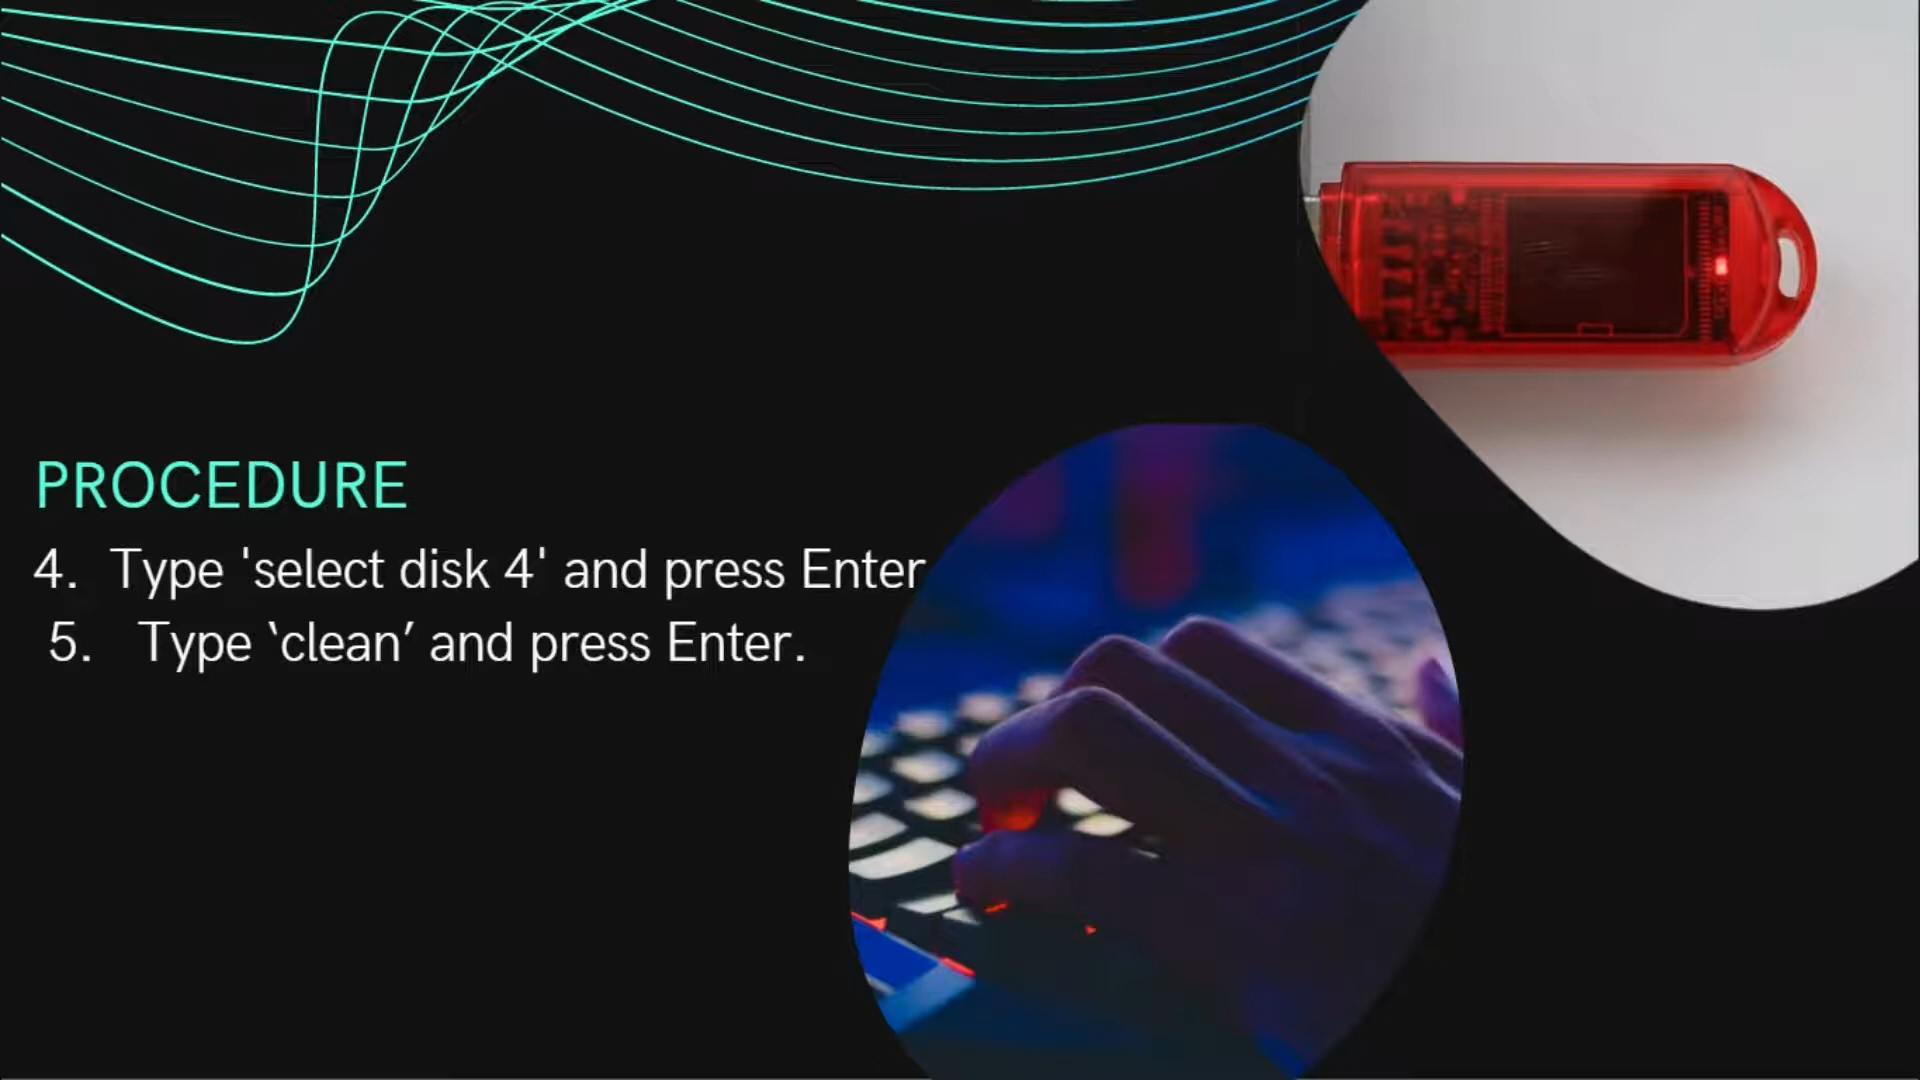 PROCEDURE
4. Type 'select disk 4' and press Enter
5. Type ‘clean’ and press Enter.